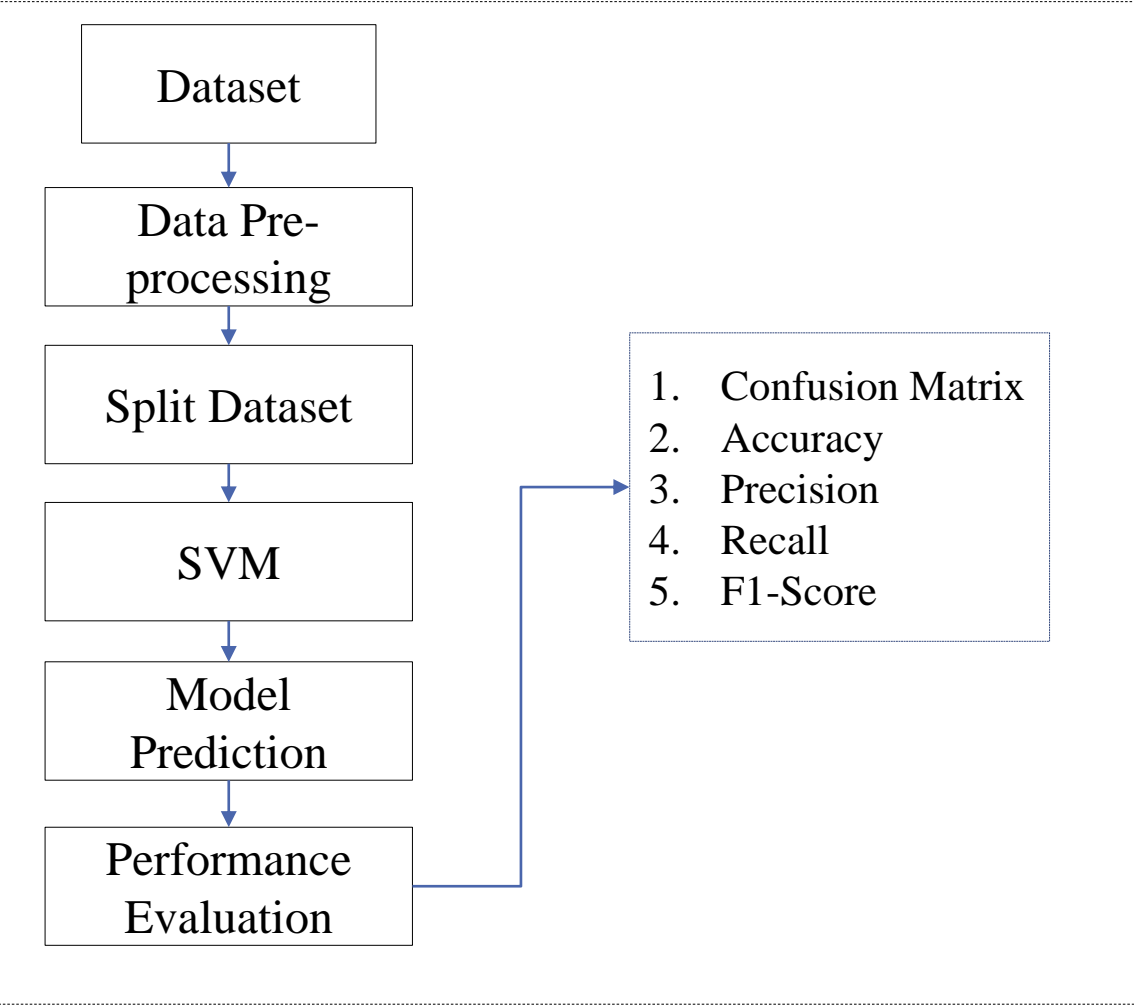 Dataset
Data Pre-
processing
Split Dataset
SVM
Model
Prediction
Performance
Evaluation
1. Confusion Matrix
2. Accuracy
3. Precision
4. Recall
5. F1-Score